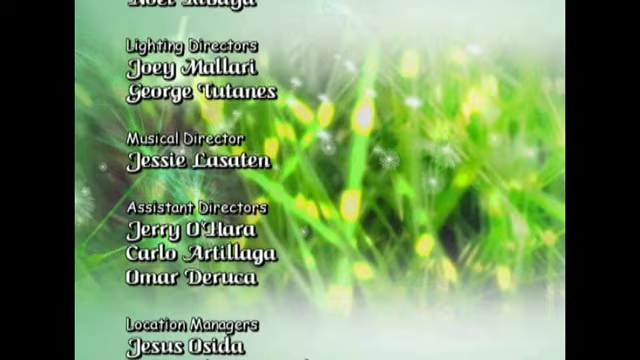 Lighting Directors
Joey Mallari
George Tutanes
Musical Director
Jessie Lasaten
Assistant Directors
Jerry O'Hara
Carlo Artillaga
Omar Deruca
Location Managers
Jesus Osida